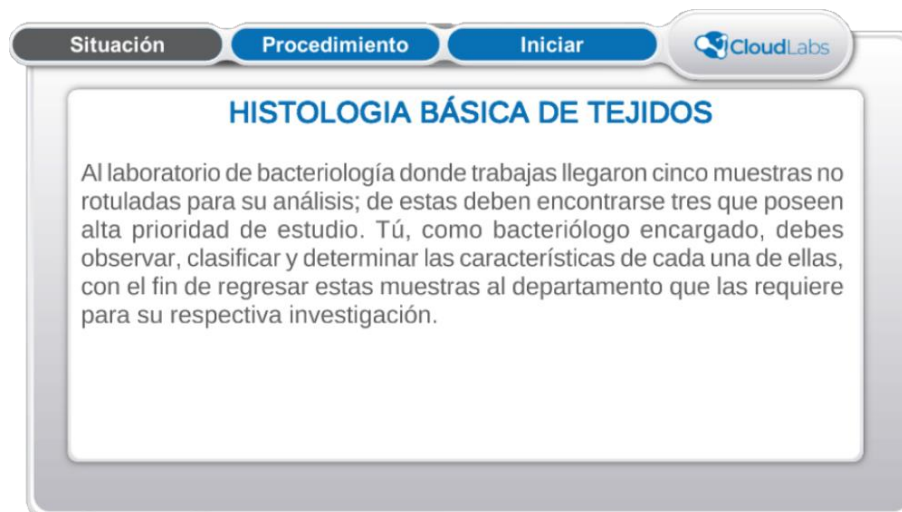 Situación
Procedimiento
Iniciar
CloudLabs
HISTOLOGIA BÁSICA DE TEJIDOS
Al laboratorio de bacteriología donde trabajas llegaron cinco muestras no
rotuladas para su análisis; de estas deben encontrarse tres que poseen
alta prioridad de estudio. Tú, como bacteriólogo encargado, debes
observar, clasificar y determinar las características de cada una de ellas,
con el fin de regresar estas muestras al departamento que las requiere
para su respectiva investigación.